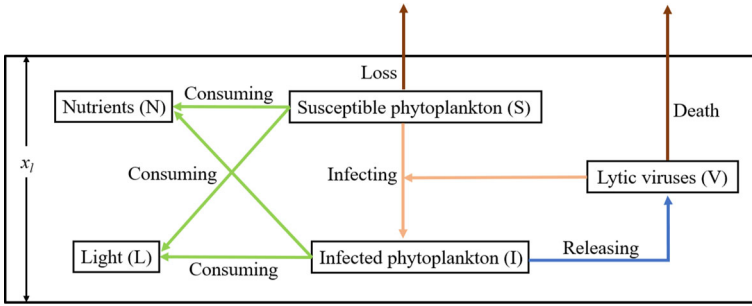 Loss
Consuming
Nutrients (N)
Susceptible phytoplankton (S)
Death
x_l
Consuming
Infecting
Lytic viruses (V)
Light (L)
Consuming
Infected phytoplankton (I)
Releasing